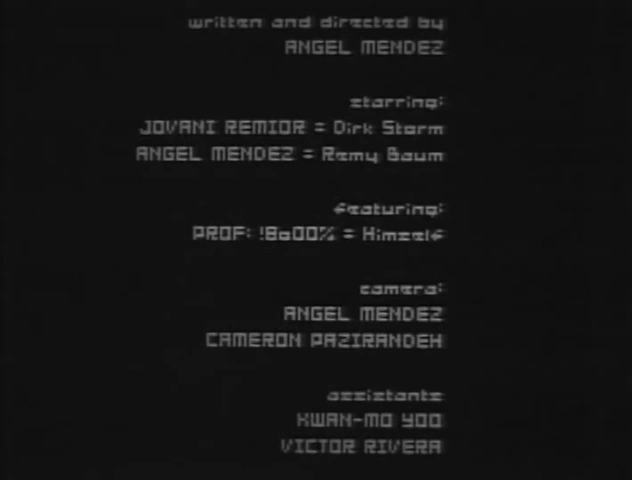 written and directed by
ANGEL MENDEZ
starring:
JOVANI REMIOR = Dirk Storm
ANGEL MENDEZ = Remy Baum
featuring:
PROF: !8a00% = Himself
camera:
ANGEL MENDEZ
CAMERON PAZIRANDEH
assistants
KWAN-MO YOO
VICTOR RIVERA